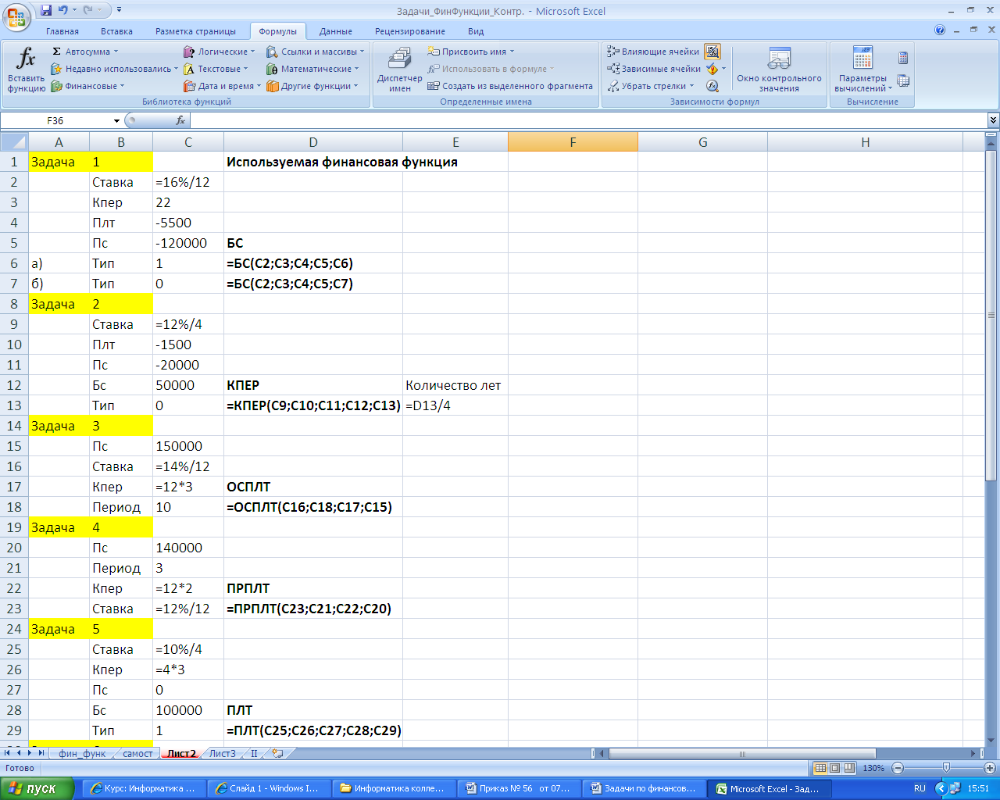 Задачи_ФинФункции_Контр. - Microsoft Excel
Главная Вставка Разметка страницы Формулы Данные Рецензирование Вид
fx Вставить функцию
Σ Автосумма
Недавно использовались
Финансовые
Логические
Текстовые
Дата и время
Ссылки и массивы
Математические
Другие функции
Библиотека функций
Диспетчер имен
Присвоить имя
Использовать в формуле
Создать из выделенного фрагмента
Определенные имена
Влияющие ячейки
Зависимые ячейки
Убрать стрелки
Зависимости формул
Окно контрольного значения
Параметры вычислений
Вычисление
F36 fx
A B C D E F G H
1 Задача 1 Используемая финансовая функция
2 Ставка =16%/12
3 Кпер 22
4 Плт -5500
5 Пс -120000 БС
6 а) Тип 1 =БС(C2;C3;C4;C5;C6)
7 б) Тип 0 =БС(C2;C3;C4;C5;C7)
8 Задача 2
9 Ставка =12%/4
10 Плт -1500
11 Пс -20000
12 Бс 50000 КПЕР Количество лет
13 Тип 0 =КПЕР(C9;C10;C11;C12;C13) =D13/4
14 Задача 3
15 Пс 150000
16 Ставка =14%/12
17 Кпер =12*3 ОСПЛТ
18 Период 10 =ОСПЛТ(C16;C18;C17;C15)
19 Задача 4
20 Пс 140000
21 Период 3
22 Кпер =12*2 ПРПЛТ
23 Ставка =12%/12 =ПРПЛТ(C23;C21;C22;C20)
24 Задача 5
25 Ставка =10%/4
26 Кпер =4*3
27 Пс 0
28 Бс 100000 ПЛТ
29 Тип 1 =ПЛТ(C25;C26;C27;C28;C29)
фин_функ самост Лист2 Лист3 II
Готово 130%
пуск Курс: Информатика ... Слайд 1 - Windows I... Информатика колле... Приказ № 56 от 07... Задачи по финансов... Microsoft Excel - Зад... RU 15:51